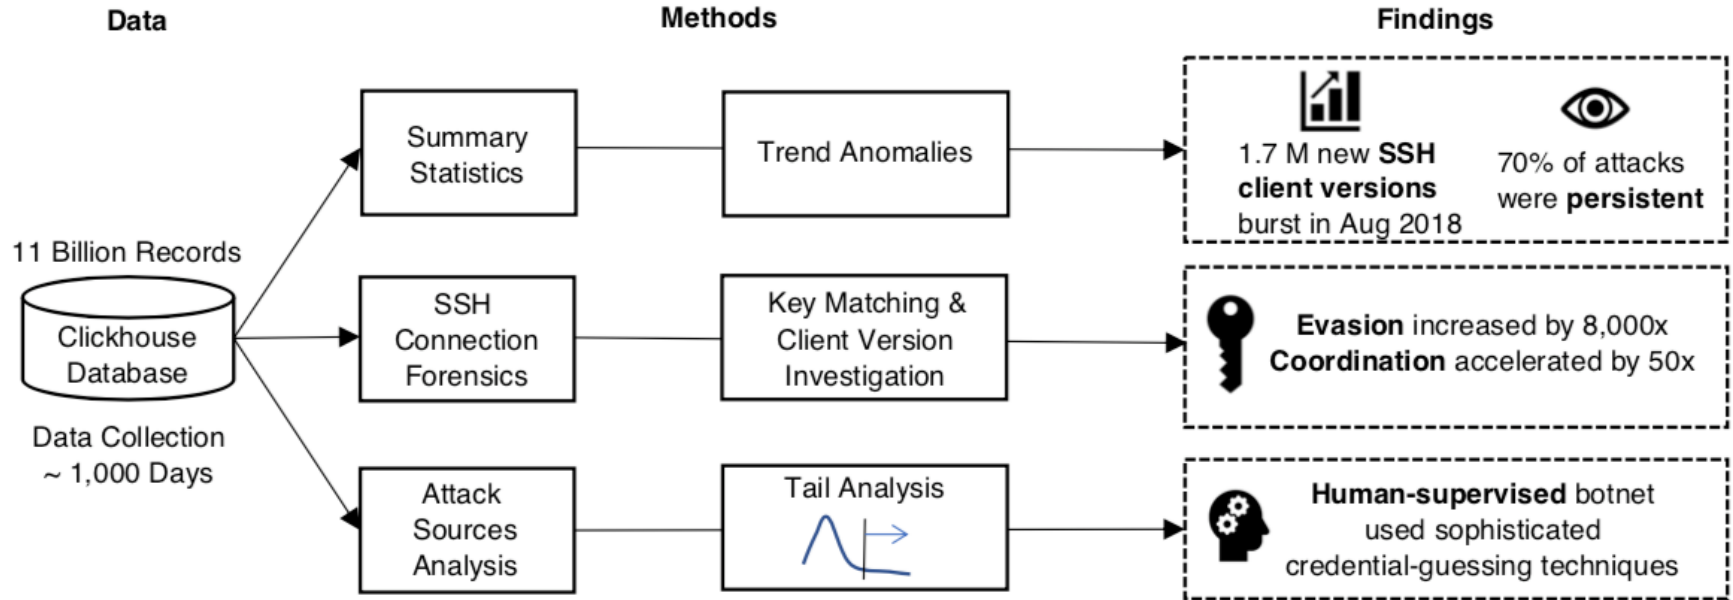 Data
Methods
Findings
11 Billion Records
Clickhouse
Database
Data Collection
~ 1,000 Days
Summary
Statistics
Trend Anomalies
1.7 M new SSH
client versions
burst in Aug 2018
70% of attacks
were persistent
SSH
Connection
Forensics
Key Matching &
Client Version
Investigation
Evasion increased by 8,000x
Coordination accelerated by 50x
Attack
Sources
Analysis
Tail Analysis
Human-supervised botnet
used sophisticated
credential-guessing techniques